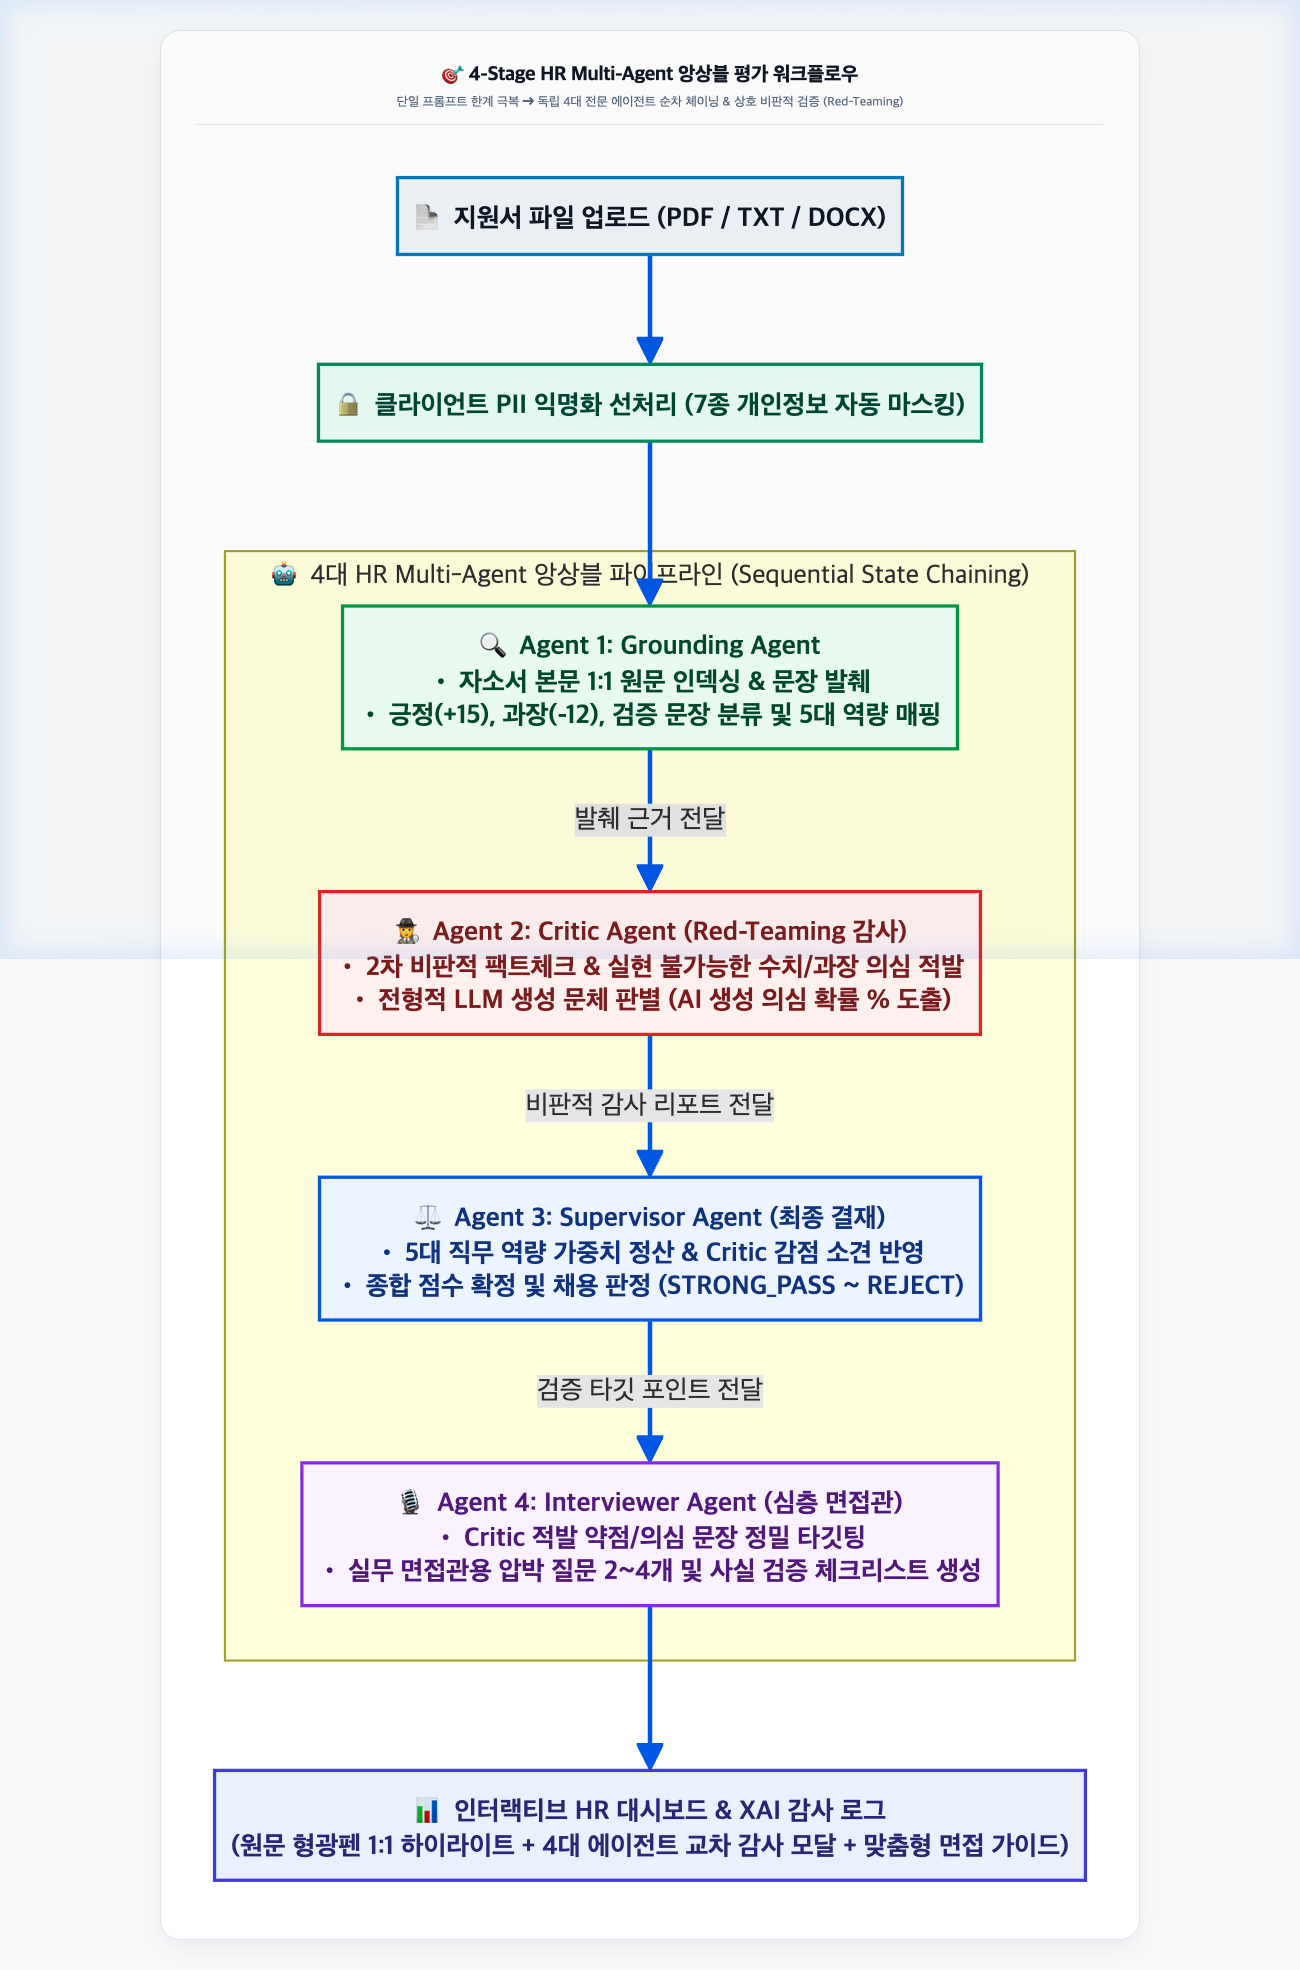 🎯 4-Stage HR Multi-Agent 앙상블 평가 워크플로우
단일 프롬프트 한계 극복 ➔ 독립 4대 전문 에이전트 순차 체이닝 & 상호 비판적 검증 (Red-Teaming)
📄 지원서 파일 업로드 (PDF / TXT / DOCX)
🔒 클라이언트 PII 익명화 선처리 (7종 개인정보 자동 마스킹)
🤖 4대 HR Multi-Agent 앙상블 파이프라인 (Sequential State Chaining)
🔍 Agent 1: Grounding Agent
• 자소서 본문 1:1 원문 인덱싱 & 문장 발췌
• 긍정(+15), 과장(-12), 검증 문장 분류 및 5대 역량 매핑
발췌 근거 전달
🕵️ Agent 2: Critic Agent (Red-Teaming 감사)
• 2차 비판적 팩트체크 & 실현 불가능한 수치/과장 의심 적발
• 전형적 LLM 생성 문체 판별 (AI 생성 의심 확률 % 도출)
비판적 감사 리포트 전달
⚖️ Agent 3: Supervisor Agent (최종 결재)
• 5대 직무 역량 가중치 정산 & Critic 감점 소견 반영
• 종합 점수 확정 및 채용 판정 (STRONG_PASS ~ REJECT)
검증 타깃 포인트 전달
🎙️ Agent 4: Interviewer Agent (심층 면접관)
• Critic 적발 약점/의심 문장 정밀 타깃팅
• 실무 면접관용 압박 질문 2~4개 및 사실 검증 체크리스트 생성
📊 인터랙티브 HR 대시보드 & XAI 감사 로그
(원문 형광펜 1:1 하이라이트 + 4대 에이전트 교차 감사 모달 + 맞춤형 면접 가이드)